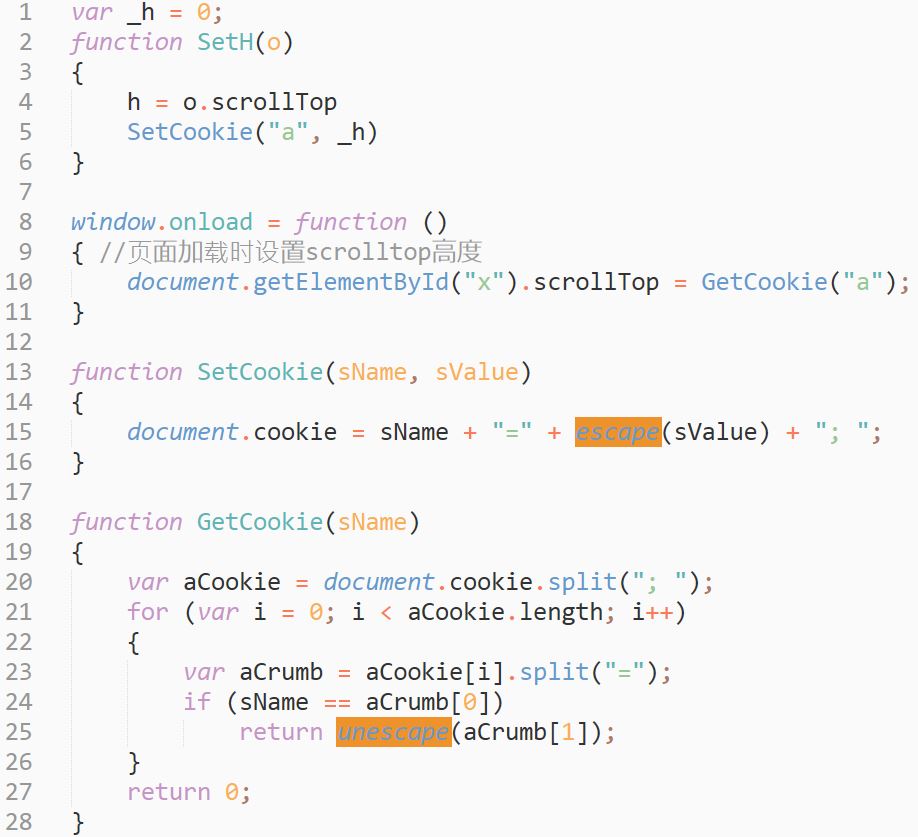 1 var _h = 0;
2 function SetH(o)
3 {
4     h = o.scrollTop
5     SetCookie("a", _h)
6 }
7
8 window.onload = function ()
9 { //页面加载时设置scrolltop高度
10     document.getElementById("x").scrollTop = GetCookie("a");
11 }
12
13 function SetCookie(sName, sValue)
14 {
15     document.cookie = sName + "=" + escape(sValue) + "; ";
16 }
17
18 function GetCookie(sName)
19 {
20     var aCookie = document.cookie.split("; ");
21     for (var i = 0; i < aCookie.length; i++)
22     {
23         var aCrumb = aCookie[i].split("=");
24         if (sName == aCrumb[0])
25             return unescape(aCrumb[1]);
26     }
27     return 0;
28 }